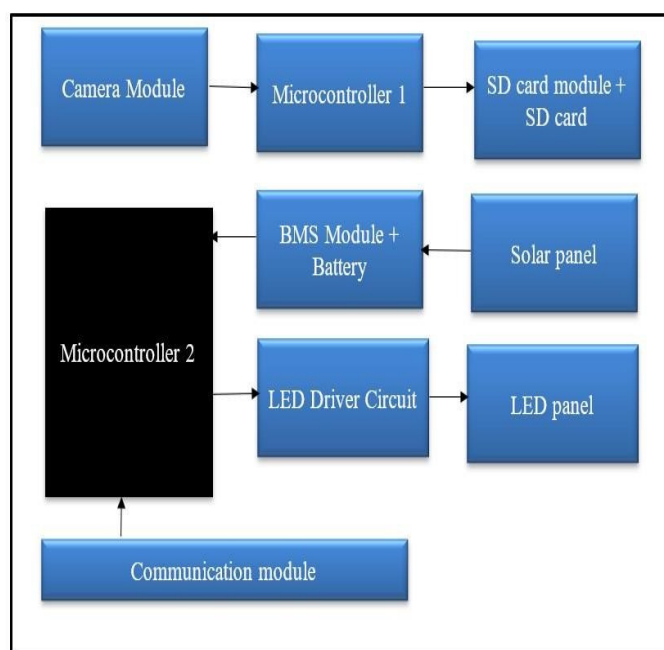 Camera Module
Microcontroller 1
SD card module +
SD card
BMS Module +
Battery
Solar panel
Microcontroller 2
LED Driver Circuit
LED panel
Communication module